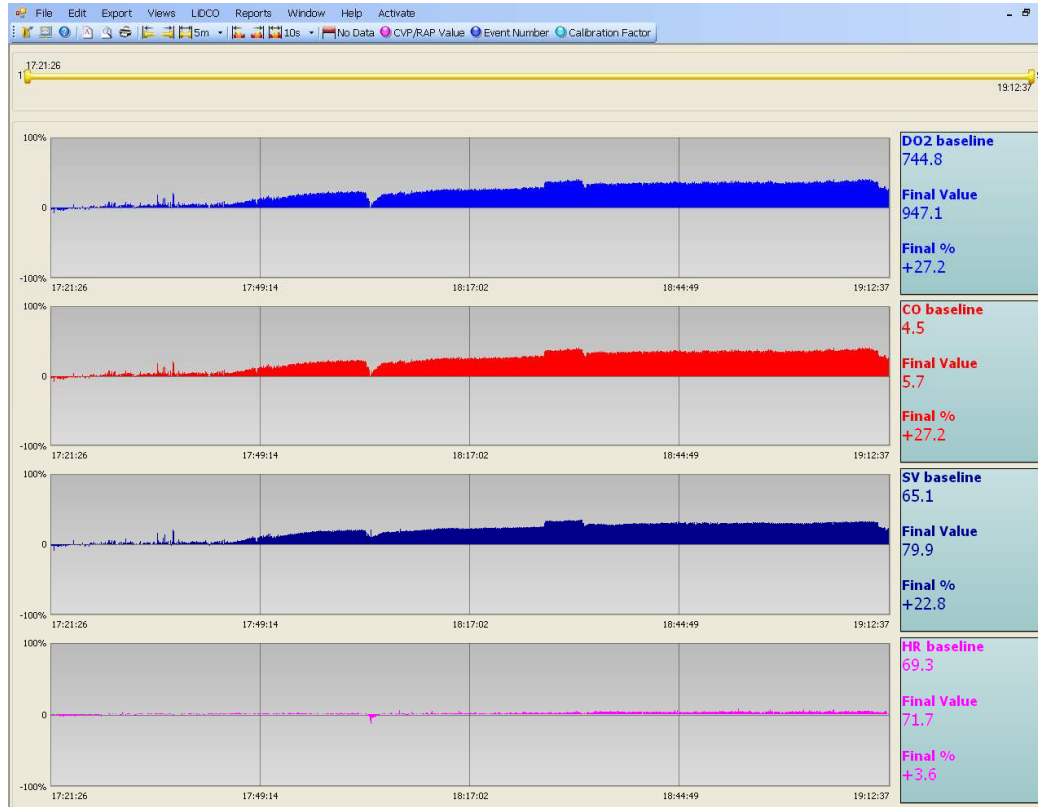 File Edit Export Views LiDCO Reports Window Help Activate
5m 10s No Data CVP/RAP Value Event Number Calibration Factor
17:21:26
1
19:12:37
100%
0
-100%
17:21:26 17:49:14 18:17:02 18:44:49 19:12:37
DO2 baseline
744.8
Final Value
947.1
Final %
+27.2
100%
0
-100%
17:21:26 17:49:14 18:17:02 18:44:49 19:12:37
CO baseline
4.5
Final Value
5.7
Final %
+27.2
100%
0
-100%
17:21:26 17:49:14 18:17:02 18:44:49 19:12:37
SV baseline
65.1
Final Value
79.9
Final %
+22.8
100%
0
-100%
17:21:26 17:49:14 18:17:02 18:44:49 19:12:37
HR baseline
69.3
Final Value
71.7
Final %
+3.6